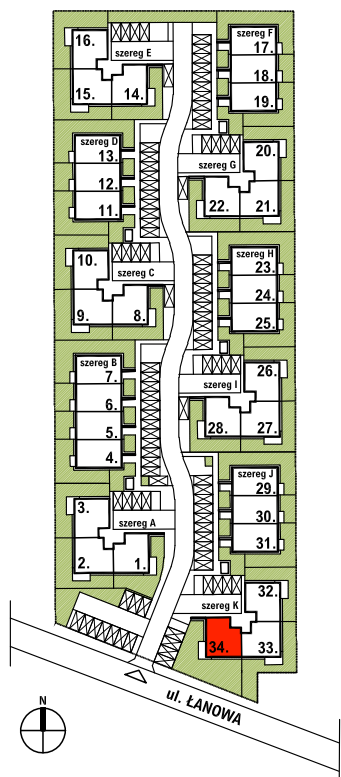 16.
szereg E
szereg F
17.
15.
14.
18.
19.
szereg D
13.
szereg G
20.
12.
11.
22.
21.
10.
szereg C
szereg H
23.
9.
8.
24.
25.
szereg B
7.
szereg I
26.
6.
5.
28.
27.
4.
szereg J
29.
3.
szereg A
30.
2.
1.
31.
szereg K
32.
34.
33.
ul. ŁANOWA
N